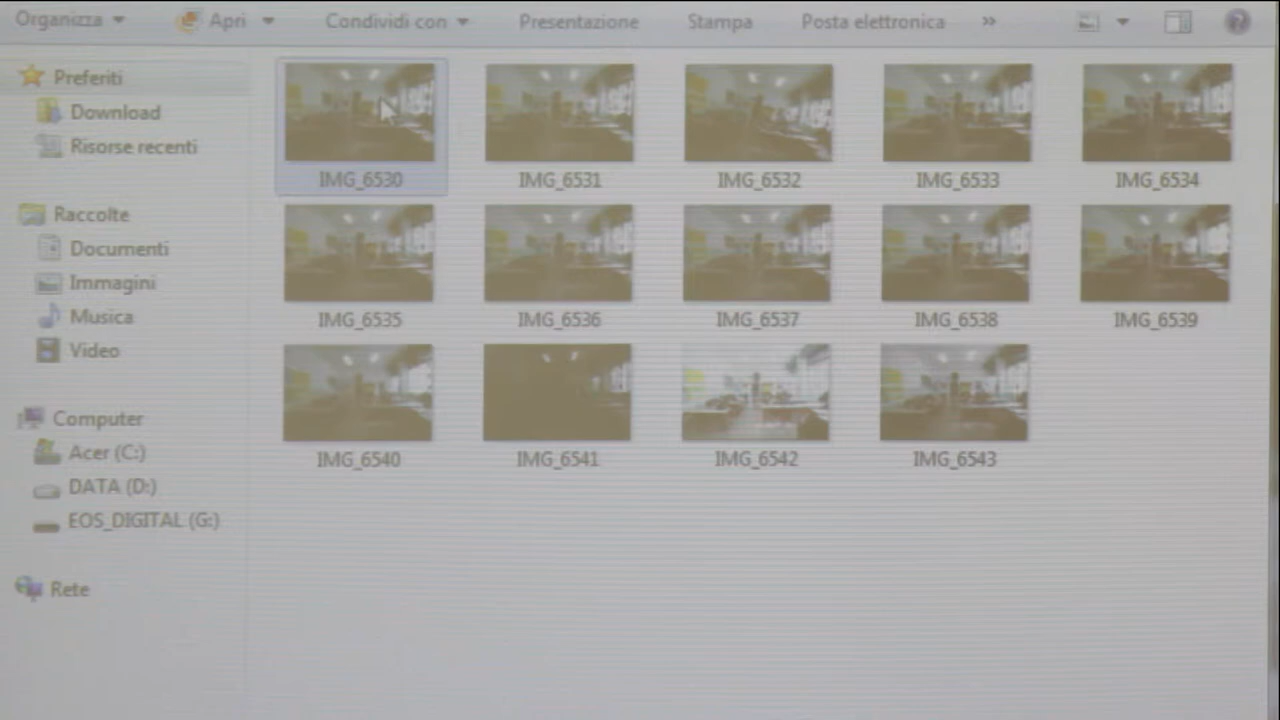 Organizza Apri Condividi con Presentazione Stampa Posta elettronica »
Preferiti
Download
Risorse recenti
Raccolte
Documenti
Immagini
Musica
Video
Computer
Acer (C:)
DATA (D:)
EOS_DIGITAL (G:)
Rete
IMG_6530 IMG_6531 IMG_6532 IMG_6533 IMG_6534
IMG_6535 IMG_6536 IMG_6537 IMG_6538 IMG_6539
IMG_6540 IMG_6541 IMG_6542 IMG_6543